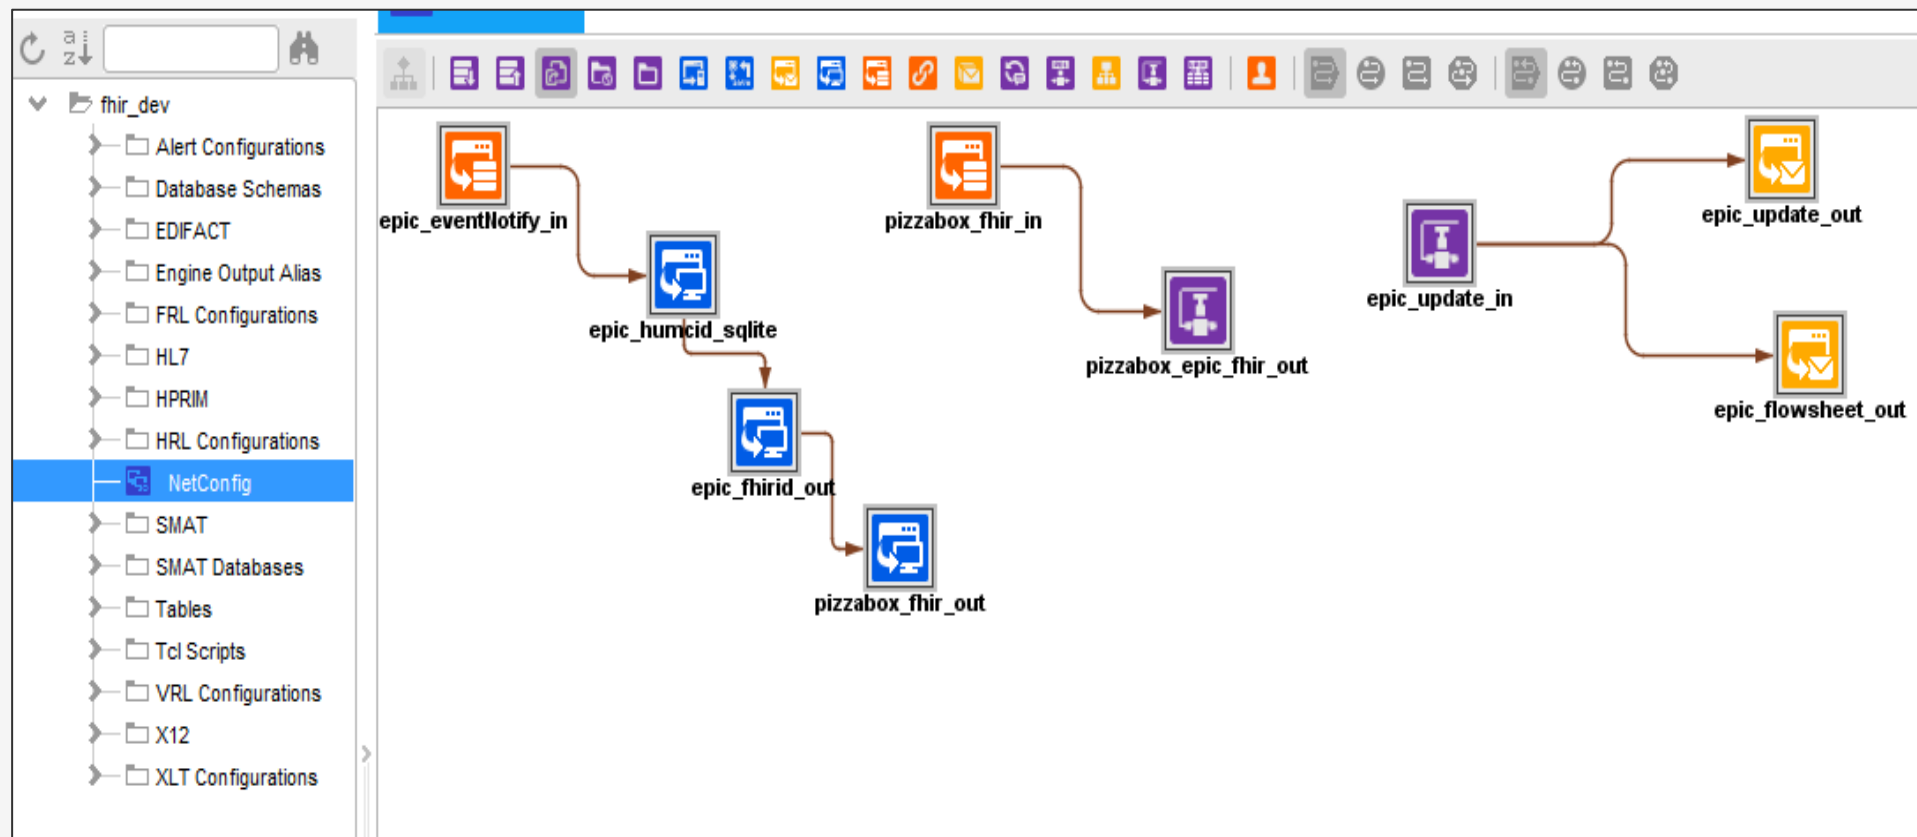 fhir_dev
Alert Configurations
Database Schemas
EDIFACT
Engine Output Alias
FRL Configurations
HL7
HPRIM
HRL Configurations
NetConfig
SMAT
SMAT Databases
Tables
Tcl Scripts
VRL Configurations
X12
XLT Configurations
epic_eventNotify_in
epic_humcid_sqlite
epic_fhirid_out
pizzabox_fhir_out
pizzabox_fhir_in
pizzabox_epic_fhir_out
epic_update_in
epic_update_out
epic_flowsheet_out